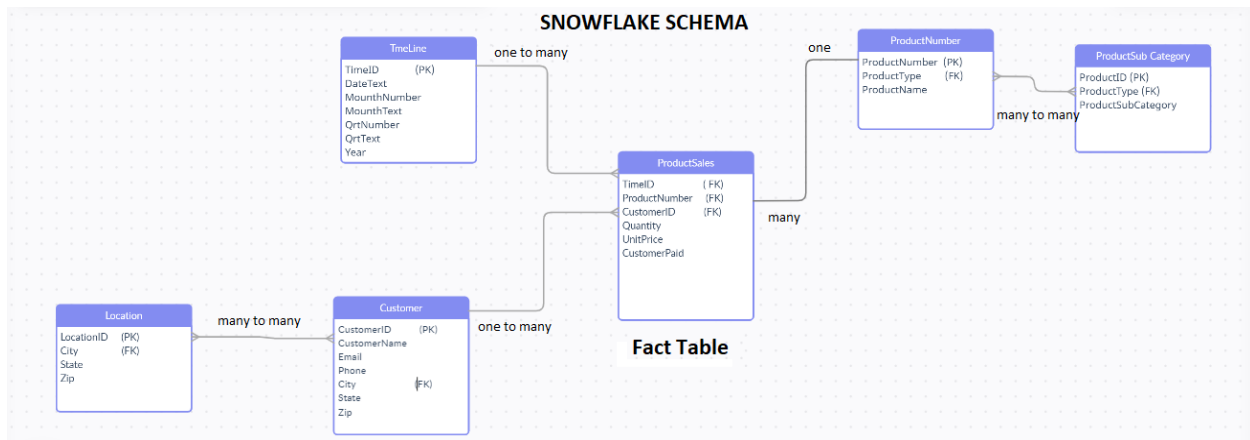 SNOWFLAKE SCHEMA
TmeLine
TimeID (PK)
DateText
MounthNumber
MounthText
QrtNumber
QrtText
Year
one to many
one
ProductNumber
ProductNumber (PK)
ProductType (FK)
ProductName
many to many
ProductSub Category
ProductID (PK)
ProductType (FK)
ProductSubCategory
ProductSales
TimeID ( FK)
ProductNumber (FK)
CustomerID (FK)
Quantity
UnitPrice
CustomerPaid
many
Location
LocationID (PK)
City (FK)
State
Zip
many to many
Customer
CustomerID (PK)
CustomerName
Email
Phone
City (FK)
State
Zip
one to many
Fact Table